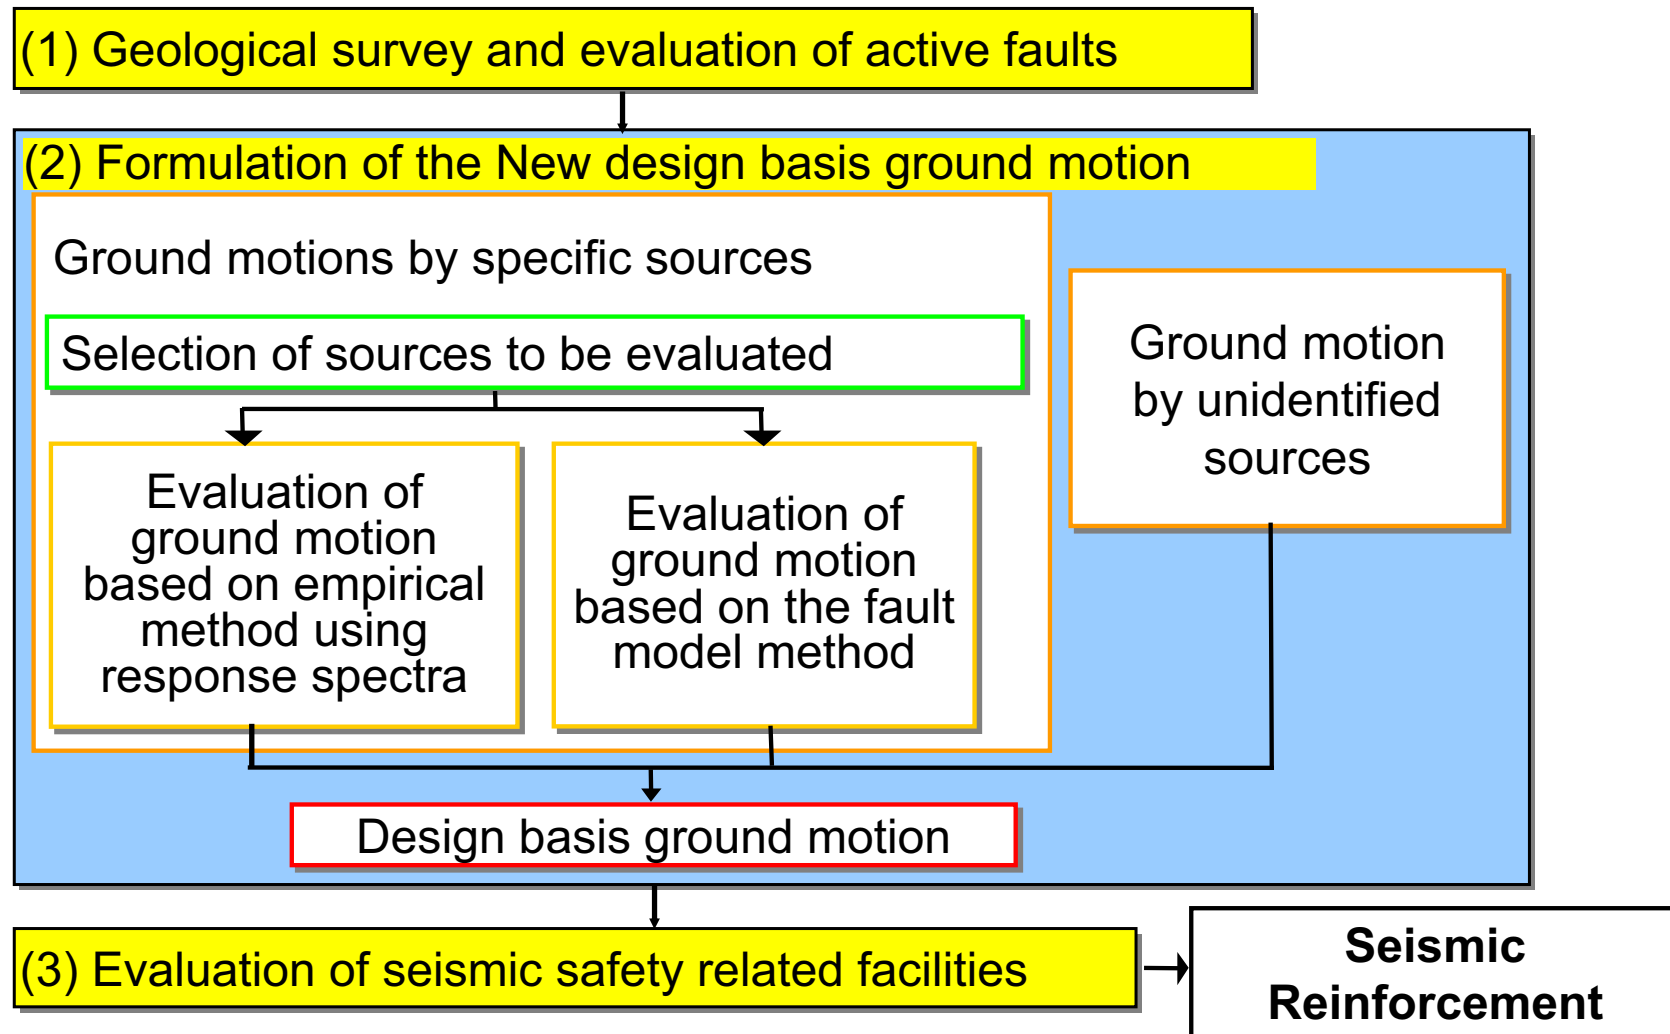 (1) Geological survey and evaluation of active faults
(2) Formulation of the New design basis ground motion
Ground motions by specific sources
Selection of sources to be evaluated
Evaluation of
ground motion
based on empirical
method using
response spectra
Evaluation of
ground motion
based on the fault
model method
Ground motion
by unidentified
sources
Design basis ground motion
(3) Evaluation of seismic safety related facilities
Seismic
Reinforcement